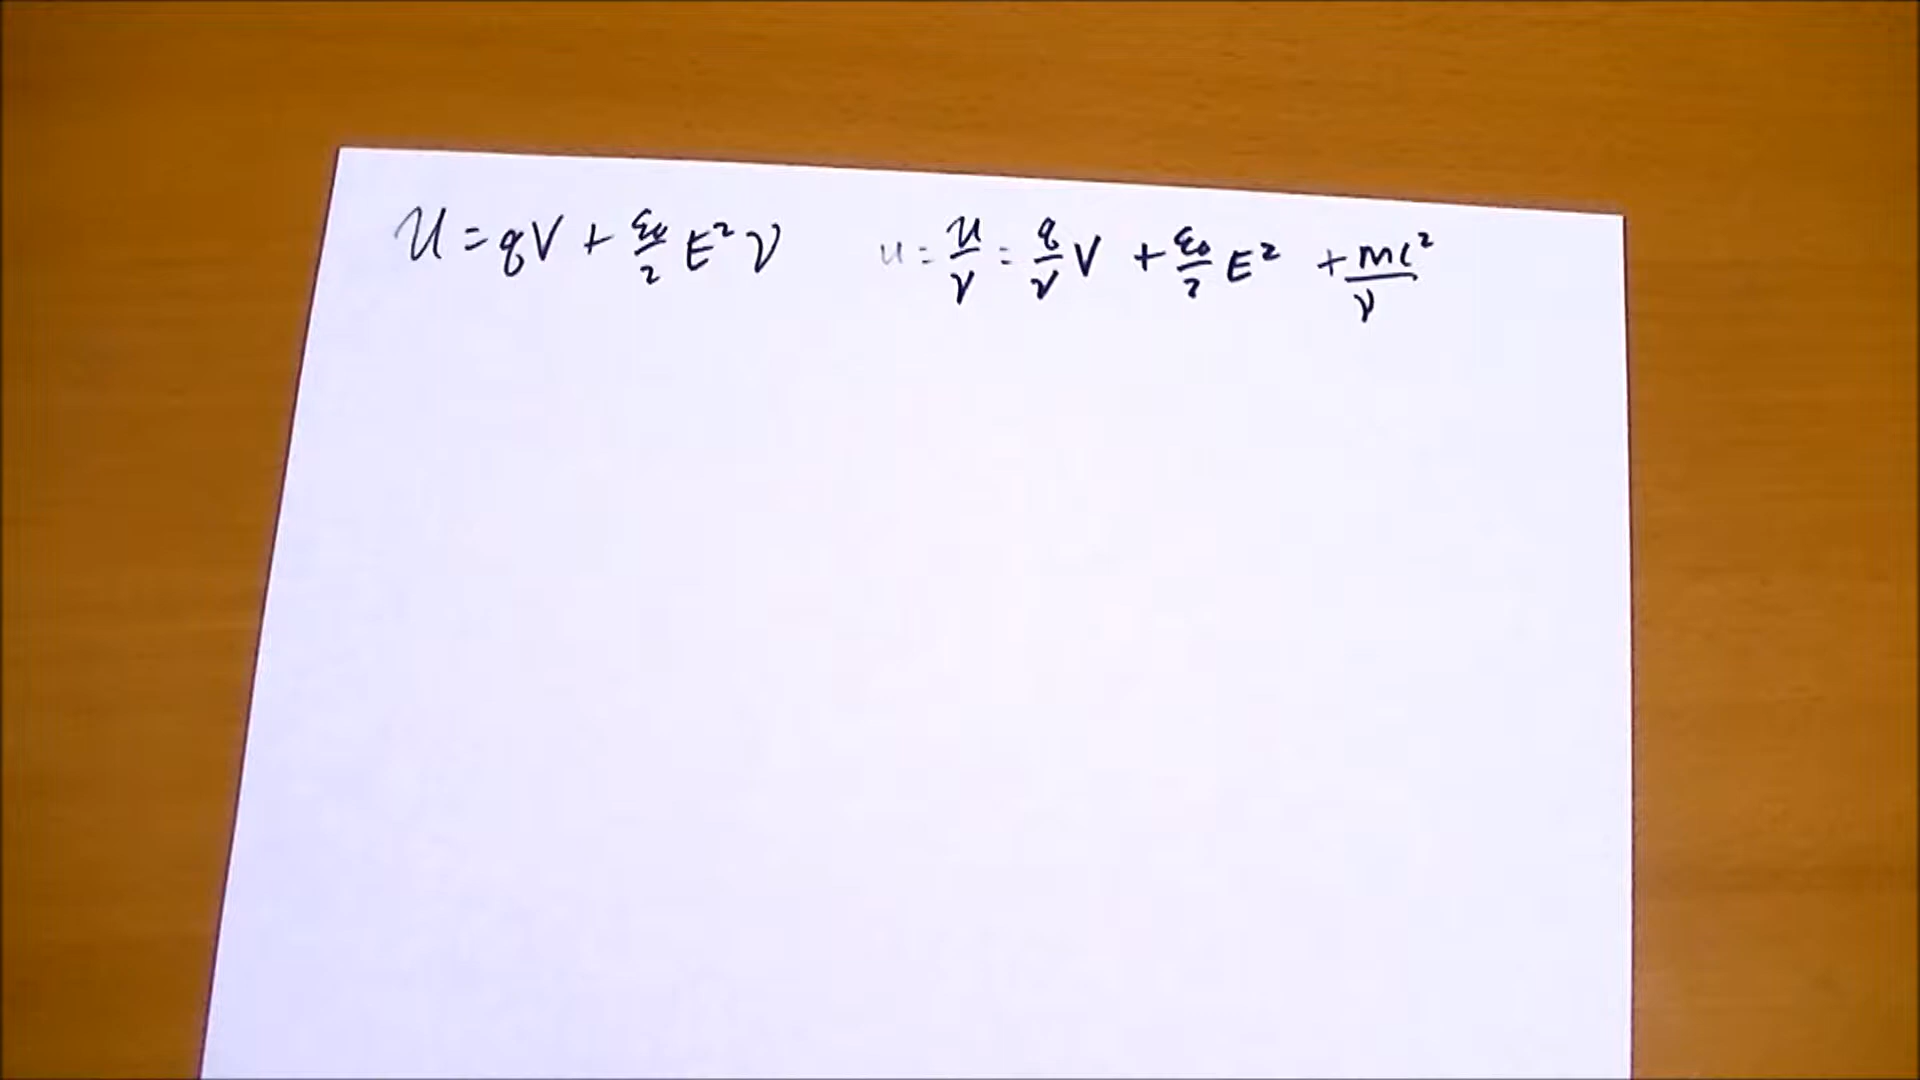 U = qV + ε₀/2 E² 𝒱    u = U/𝒱 = q/𝒱 V + ε₀/2 E² + mc²/𝒱